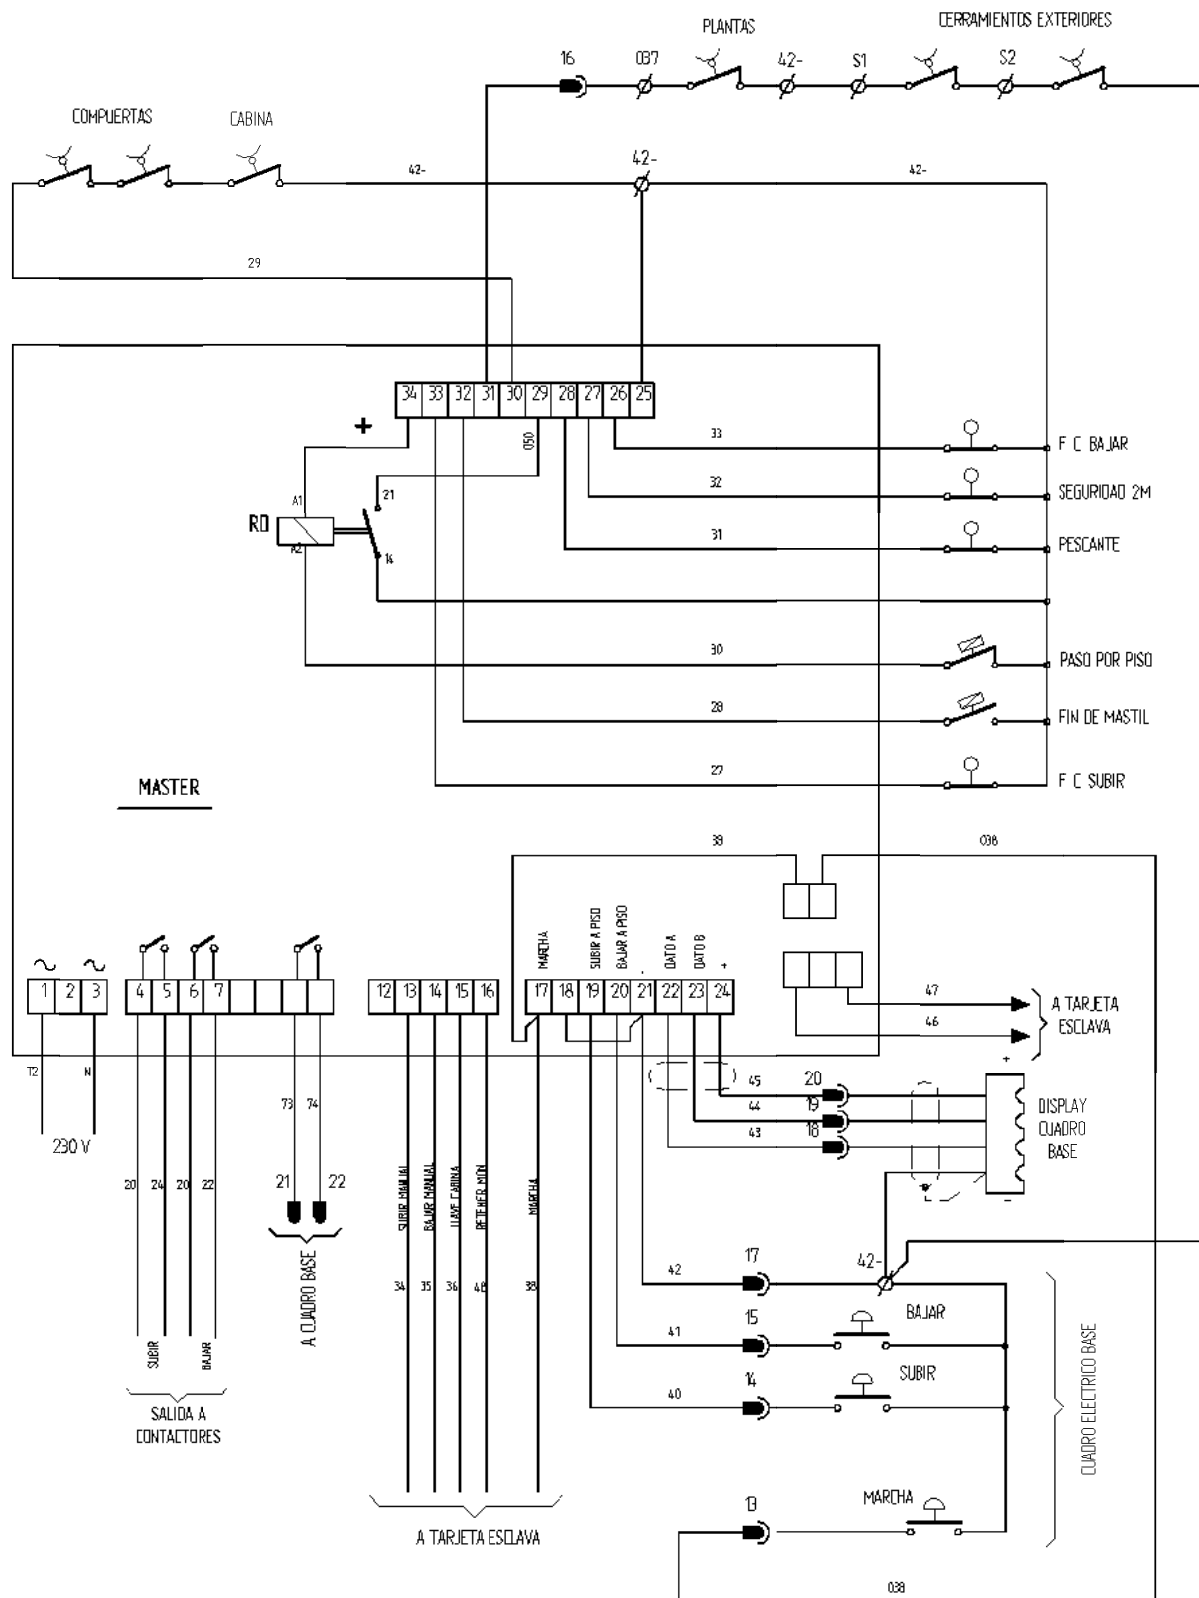 PLANTAS
CERRAMIENTOS EXTERIORES
16
037
42-
S1
S2
COMPUERTAS
CABINA
42-
42-
42-
29
34 33 32 31 30 29 28 27 26 25
+
050
33
F C BAJAR
32
SEGURIDAD 2M
31
PESCANTE
A1
21
RD
A2
14
30
PASO POR PISO
28
FIN DE MASTIL
27
F C SUBIR
MASTER
38
038
MARCHA
SUBIR A PISO
BAJAR A PISO
-
DATO A
DATO B
+
1 2 3
4 5 6 7
12 13 14 15 16
17 18 19 20 21 22 23 24
47
46
A TARJETA
ESCLAVA
T2
N
230 V
73
74
21
22
A CUADRO BASE
20
24
20
22
SUBIR
BAJAR
SALIDA A
CONTACTORES
SUBIR MANUAL
BAJAR MANUAL
LLAVE CABINA
RETENER MON
MARCHA
34
35
36
48
38
A TARJETA ESCLAVA
45
20
44
19
43
18
+
DISPLAY
CUADRO
BASE
-
42
17
42-
41
15
BAJAR
40
14
SUBIR
13
MARCHA
CUADRO ELECTRICO BASE
038